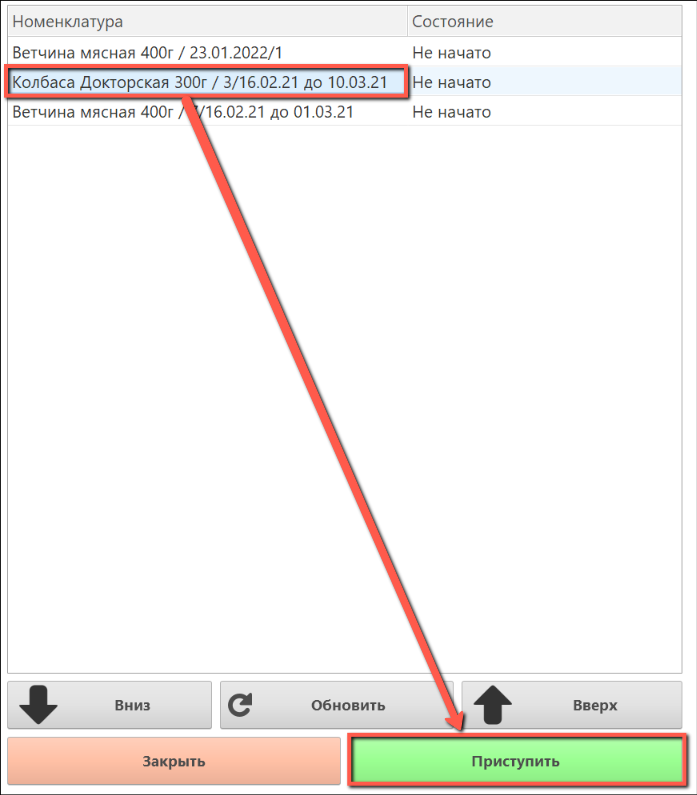 Номенклатура Состояние
Ветчина мясная 400г / 23.01.2022/1 Не начато
Колбаса Докторская 300г / 3/16.02.21 до 10.03.21 Не начато
Ветчина мясная 400г / /16.02.21 до 01.03.21 Не начато
Вниз Обновить Вверх
Закрыть Приступить